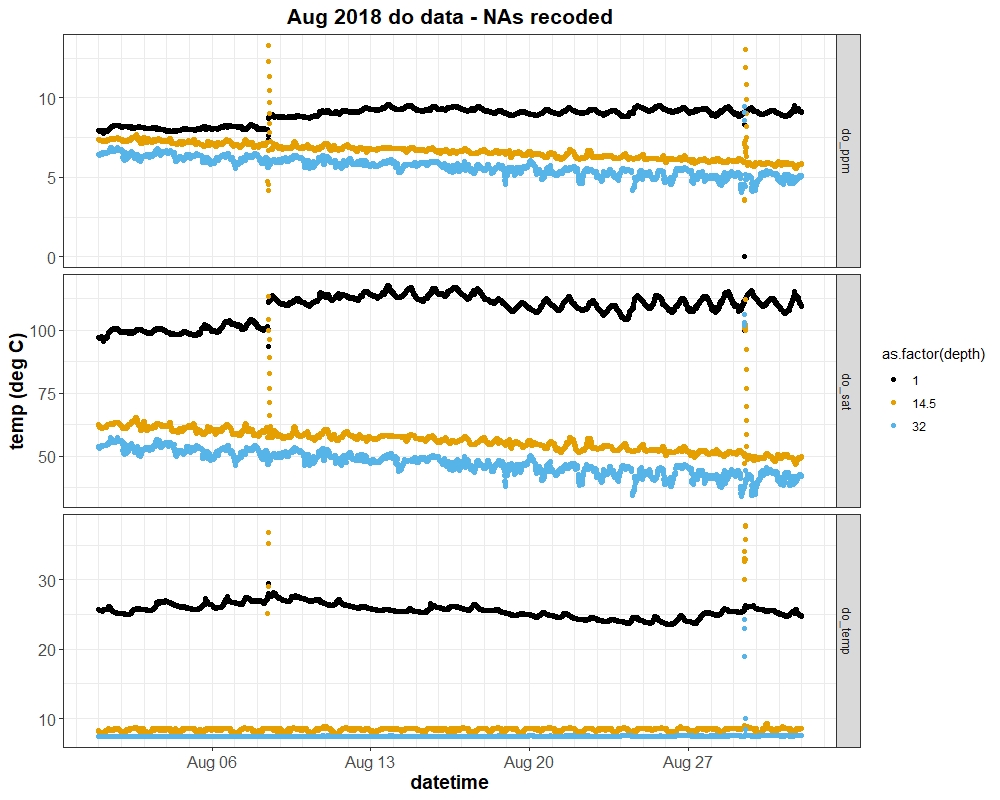 Aug 2018 do data - NAs recoded
10
5
0
do_ppm
100
75
50
do_sat
30
20
10
do_temp
temp (deg C)
Aug 06
Aug 13
Aug 20
Aug 27
datetime
as.factor(depth)
1
14.5
32